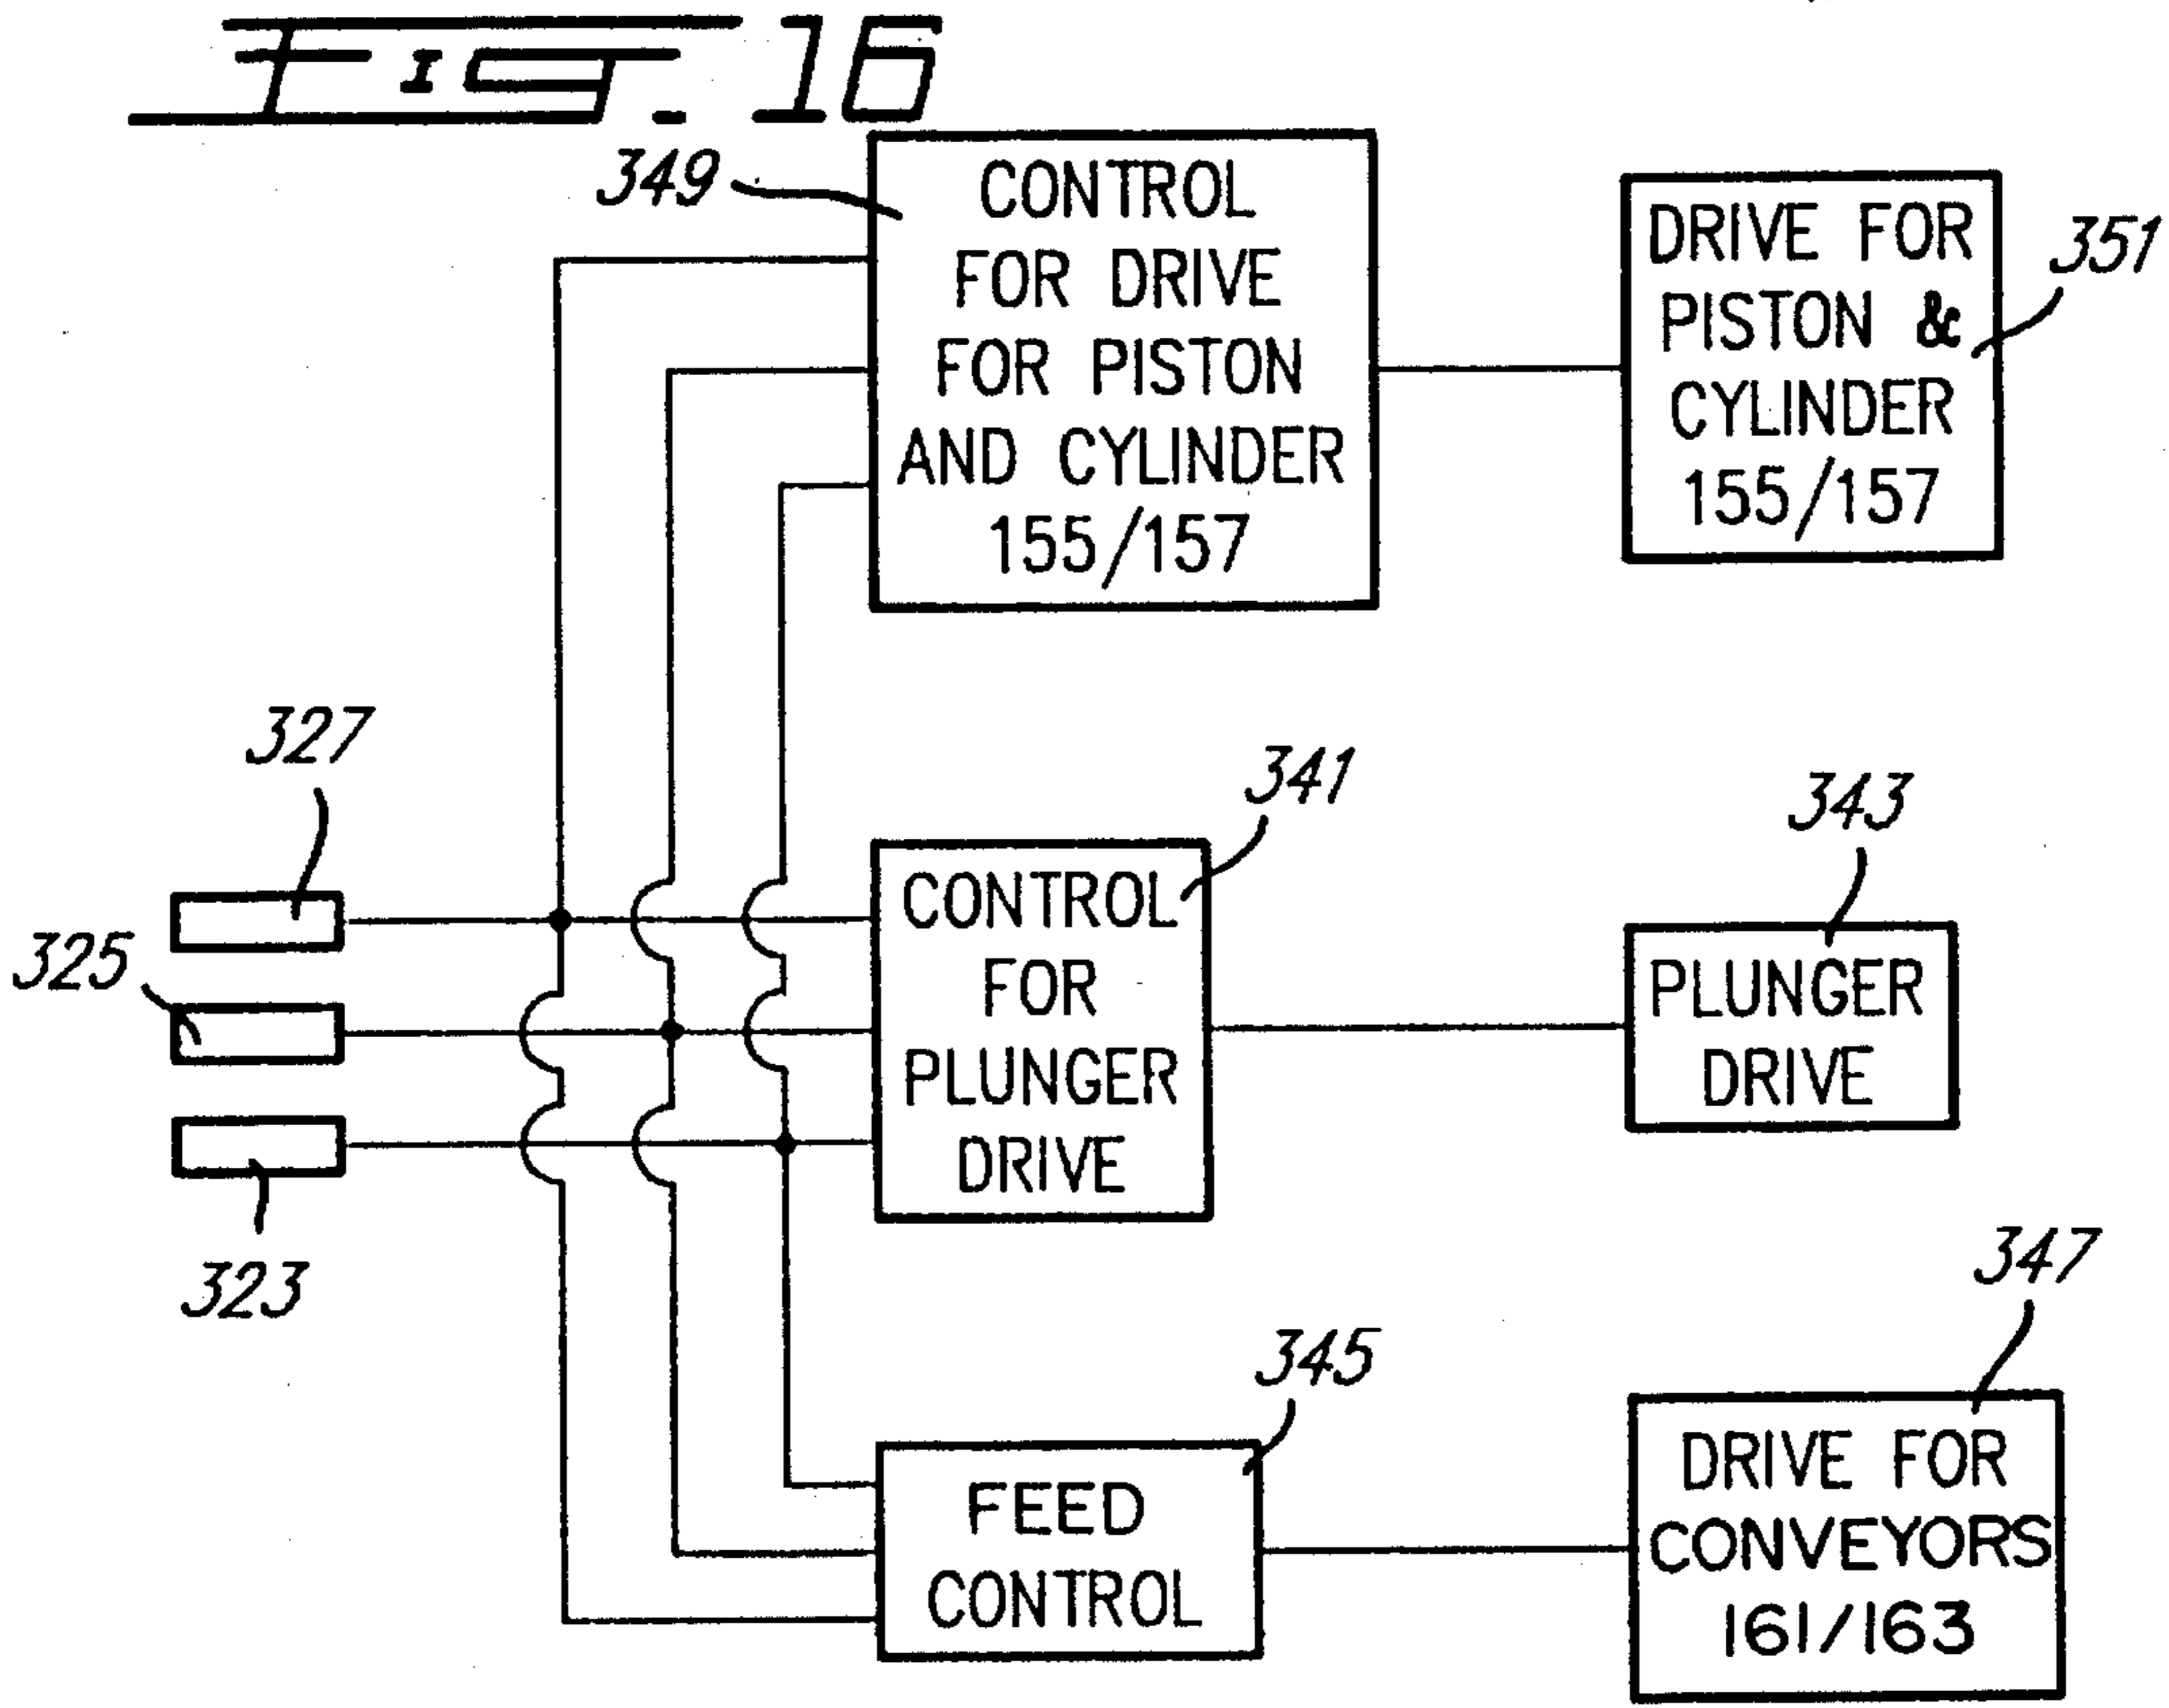 FIG. 16
349
CONTROL
FOR DRIVE
FOR PISTON
AND CYLINDER
155/157
DRIVE FOR
PISTON &
CYLINDER
155/157
351
327
325
323
341
CONTROL
FOR
PLUNGER
DRIVE
343
PLUNGER
DRIVE
345
FEED
CONTROL
347
DRIVE FOR
CONVEYORS
161/163